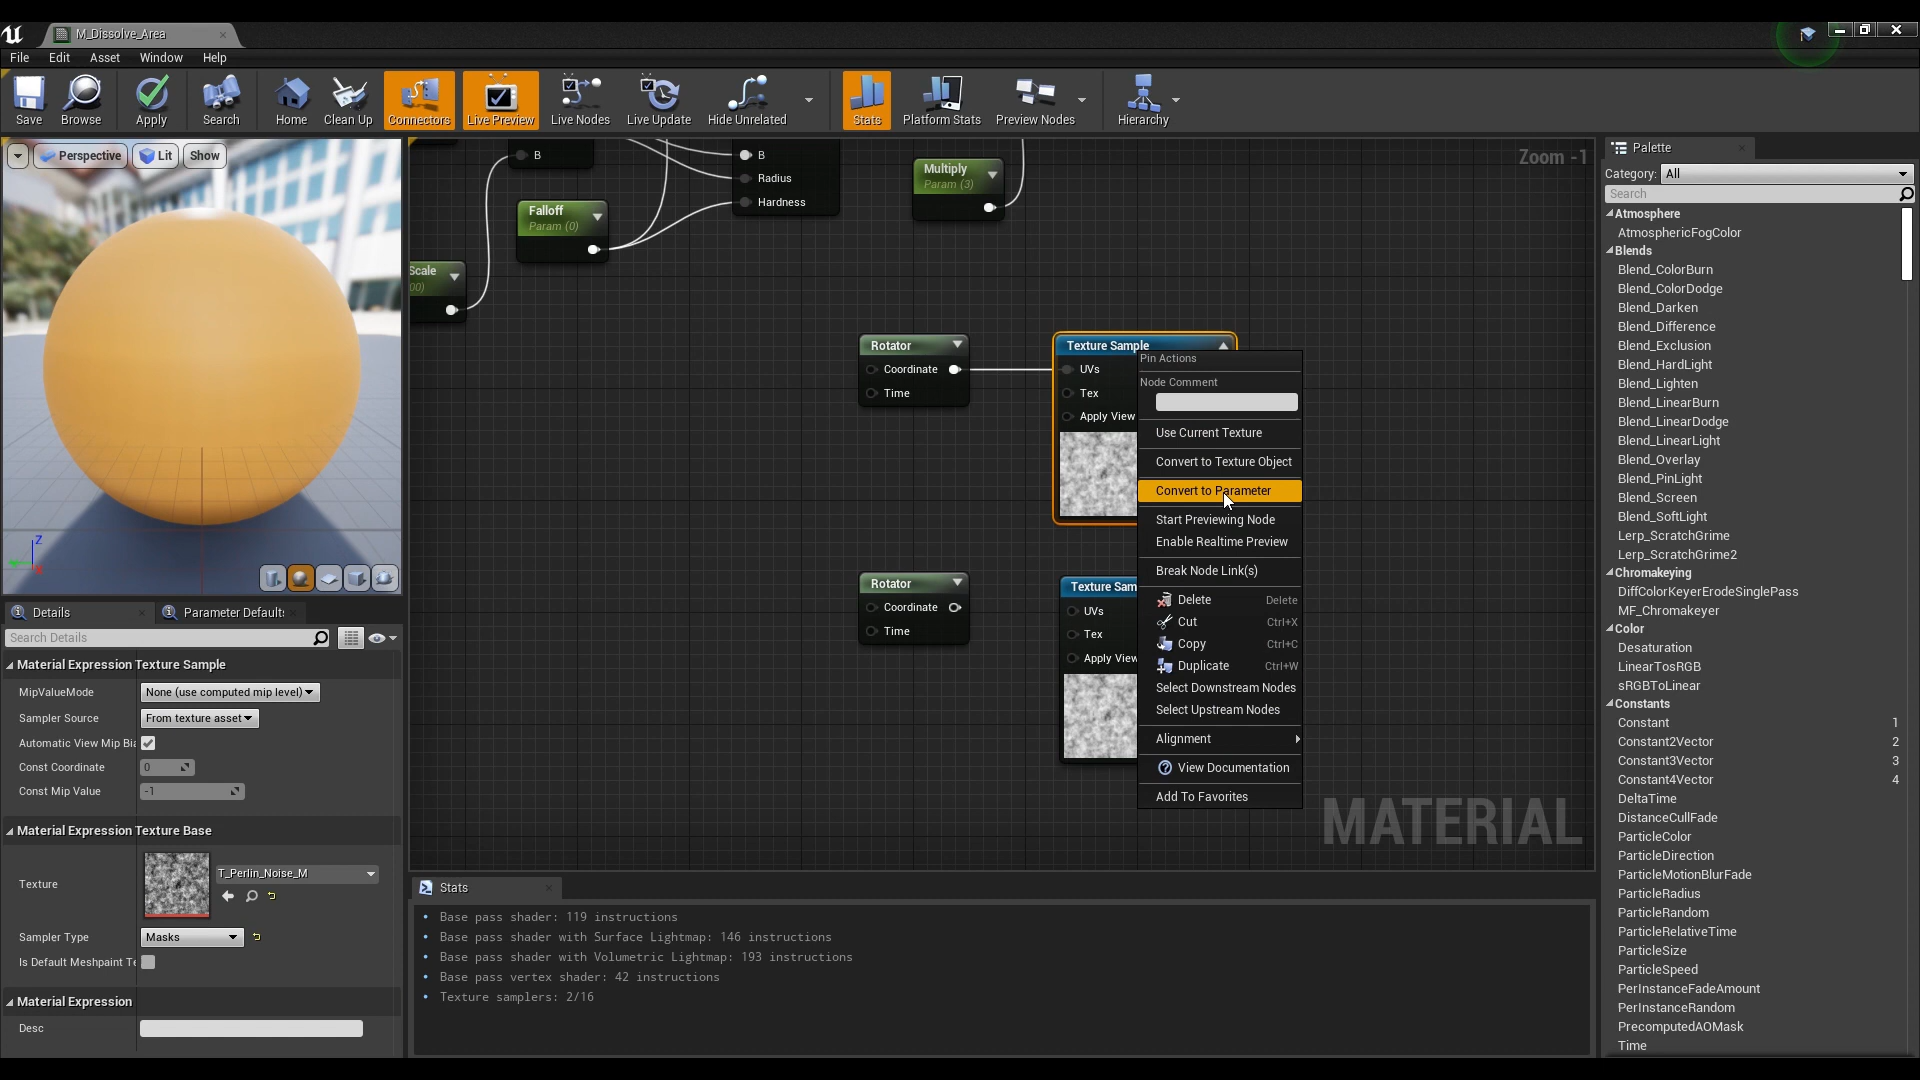 M_Dissolve_Area
File Edit Asset Window Help
Save Browse Apply Search Home Clean Up Connectors Live Preview Live Nodes Live Update Hide Unrelated Stats Platform Stats Preview Nodes Hierarchy
Perspective Lit Show
Zoom -1
B
B
Radius
Hardness
Falloff
Param (0)
Multiply
Param (3)
Scale
00)
Rotator
Coordinate
Time
Texture Sample
UVs
Tex
Apply View
Rotator
Coordinate
Time
Texture Sam
UVs
Tex
Apply View
Pin Actions
Node Comment
Use Current Texture
Convert to Texture Object
Convert to Parameter
Start Previewing Node
Enable Realtime Preview
Break Node Link(s)
Delete Delete
Cut Ctrl+X
Copy Ctrl+C
Duplicate Ctrl+W
Select Downstream Nodes
Select Upstream Nodes
Alignment
View Documentation
Add To Favorites
MATERIAL
Z
X
Details Parameter Default
Search Details
Material Expression Texture Sample
MipValueMode None (use computed mip level)
Sampler Source From texture asset
Automatic View Mip Bia
Const Coordinate 0
Const Mip Value -1
Material Expression Texture Base
Texture T_Perlin_Noise_M
Sampler Type Masks
Is Default Meshpaint Te
Material Expression
Desc
Stats
Base pass shader: 119 instructions
Base pass shader with Surface Lightmap: 146 instructions
Base pass shader with Volumetric Lightmap: 193 instructions
Base pass vertex shader: 42 instructions
Texture samplers: 2/16
Palette
Category: All
Search
Atmosphere
AtmosphericFogColor
Blends
Blend_ColorBurn
Blend_ColorDodge
Blend_Darken
Blend_Difference
Blend_Exclusion
Blend_HardLight
Blend_Lighten
Blend_LinearBurn
Blend_LinearDodge
Blend_LinearLight
Blend_Overlay
Blend_PinLight
Blend_Screen
Blend_SoftLight
Lerp_ScratchGrime
Lerp_ScratchGrime2
Chromakeying
DiffColorKeyerErodeSinglePass
MF_Chromakeyer
Color
Desaturation
LinearTosRGB
sRGBToLinear
Constants
Constant 1
Constant2Vector 2
Constant3Vector 3
Constant4Vector 4
DeltaTime
DistanceCullFade
ParticleColor
ParticleDirection
ParticleMotionBlurFade
ParticleRadius
ParticleRandom
ParticleRelativeTime
ParticleSize
ParticleSpeed
PerInstanceFadeAmount
PerInstanceRandom
PrecomputedAOMask
Time